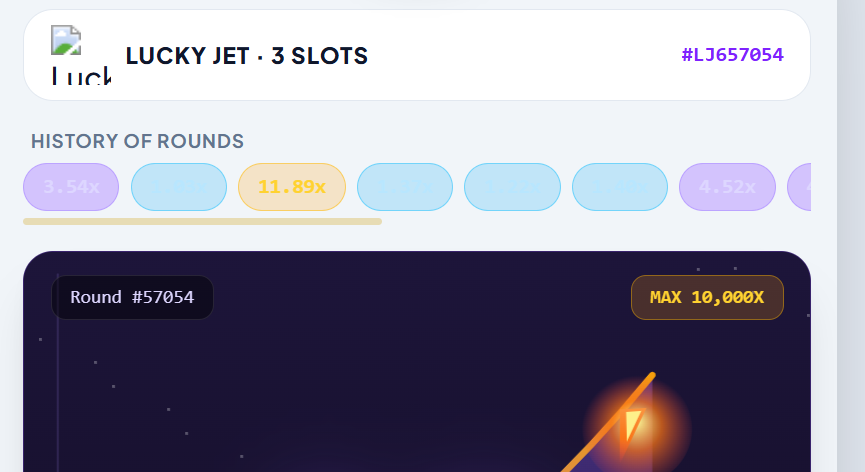 LUCKY JET · 3 SLOTS
#LJ657054
HISTORY OF ROUNDS
3.54x 11.89x 4.52x
Round #57054
MAX 10,000X